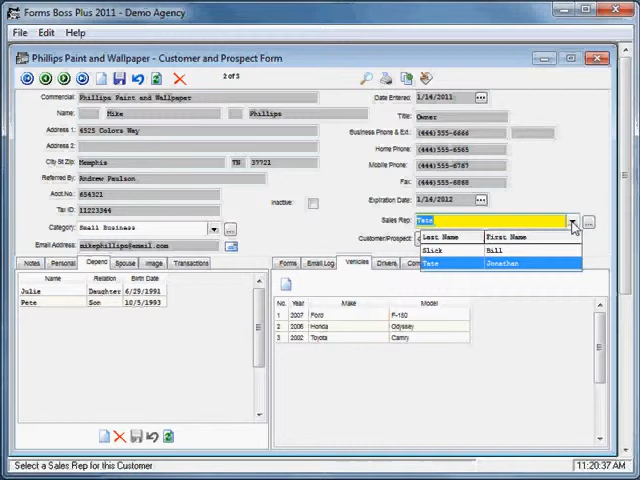 Forms Boss Plus 2011 - Demo Agency
File Edit Help
Phillips Paint and Wallpaper - Customer and Prospect Form
2 of 3
Commercial: Phillips Paint and Wallpaper
Date Entered: 1/14/2011
Name: Mike Phillips
Title: Owner
Address 1: 4525 Colors Way
Business Phone & Ext.: (444)555-6666
Address 2:
Home Phone: (444)555-6565
City St Zip: Memphis TN 37721
Mobile Phone: (444)555-6767
Referred By: Andrew Paulson
Fax: (444)555-6868
Acct.No.: 654321
Inactive:
Expiration Date: 1/14/2012
Tax ID: 11223344
Sales Rep: Tate
Category: Small Business
Customer/Prospect:
Last Name First Name
Email Address: mikephillips@email.com
Slick Bill
Tate Jonathan
Notes Personal Depend Spouse Image Transactions
Forms Email Log Vehicles Drivers
Name Relation Birth Date
Julie Daughter 6/29/1991
Pete Son 10/5/1993
No. Year Make Model
1 2007 Ford F-150
2 2006 Honda Odyssey
3 2002 Toyota Camry
Select a Sales Rep for this Customer
11:20:37 AM